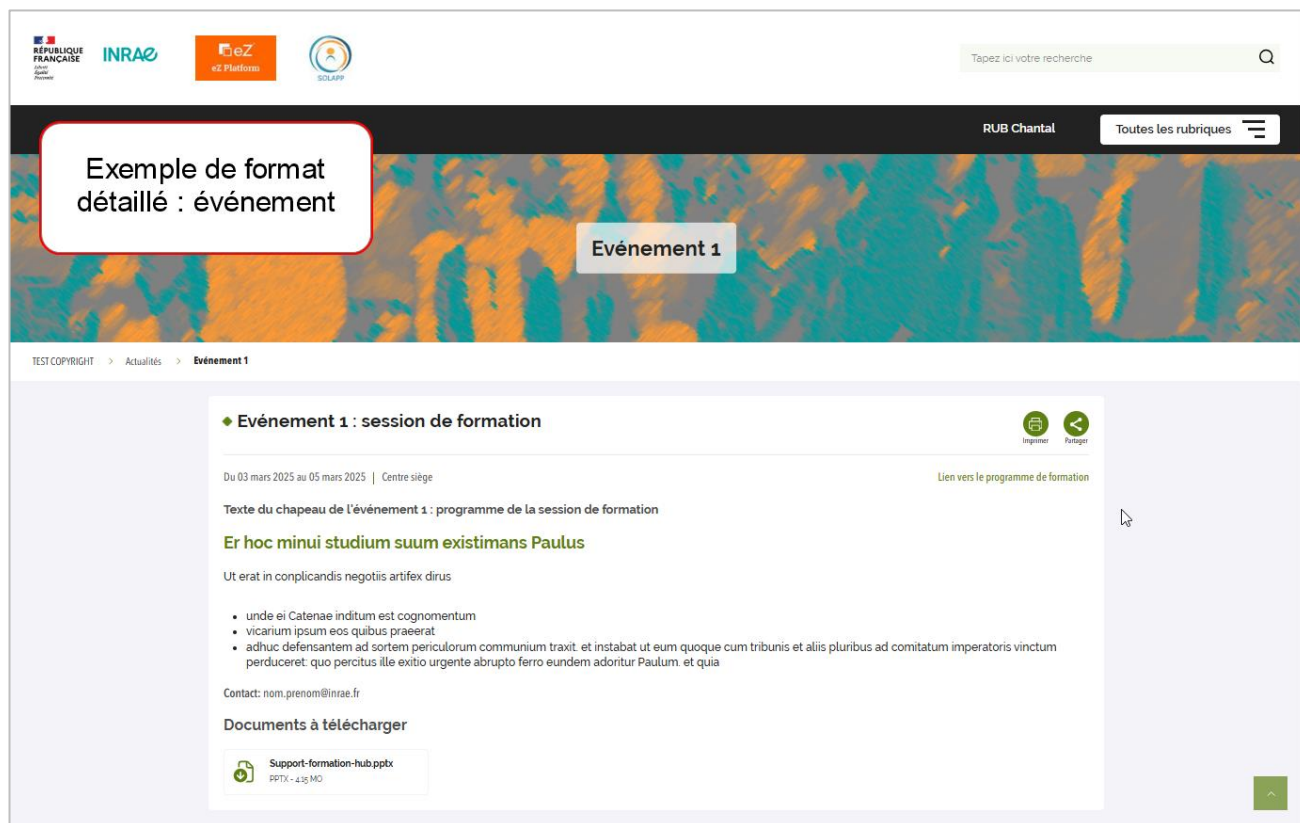 RÉPUBLIQUE
FRANÇAISE
Liberté
Égalité
Fraternité
INRAE
eZ
eZ Platform
SOLAPP
Tapez ici votre recherche
RUB Chantal
Toutes les rubriques
Exemple de format
détaillé : événement
Evénement 1
TEST COPYRIGHT > Actualités > Evénement 1
Evénement 1 : session de formation
Imprimer
Partager
Du 03 mars 2025 au 05 mars 2025 | Centre siège
Lien vers le programme de formation
Texte du chapeau de l'événement 1 : programme de la session de formation
Er hoc minui studium suum existimans Paulus
Ut erat in conplicandis negotiis artifex dirus
• unde ei Catenae inditum est cognomentum
• vicarium ipsum eos quibus praeerat
• adhuc defensantem ad sortem periculorum communium traxit. et instabat ut eum quoque cum tribunis et aliis pluribus ad comitatum imperatoris vinctum
perduceret: quo percitus ille exitio urgente abrupto ferro eundem adoritur Paulum. et quia
Contact: nom.prenom@inrae.fr
Documents à télécharger
Support-formation-hub.pptx
PPTX - 4.15 MO